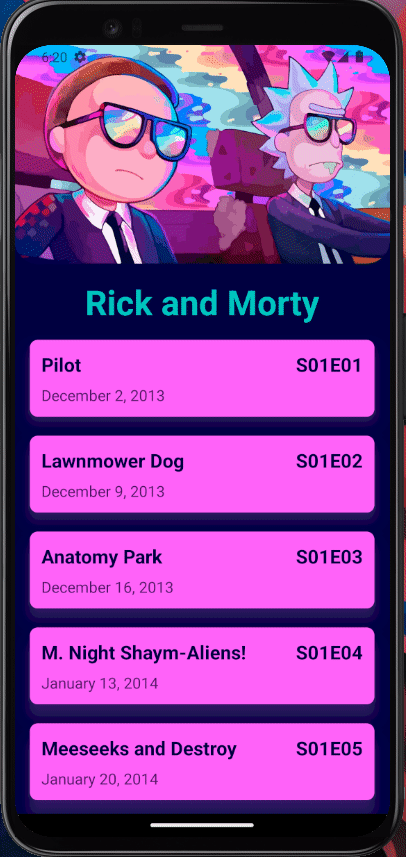 6:20
Rick and Morty
Pilot S01E01
December 2, 2013
Lawnmower Dog S01E02
December 9, 2013
Anatomy Park S01E03
December 16, 2013
M. Night Shaym-Aliens! S01E04
January 13, 2014
Meeseeks and Destroy S01E05
January 20, 2014